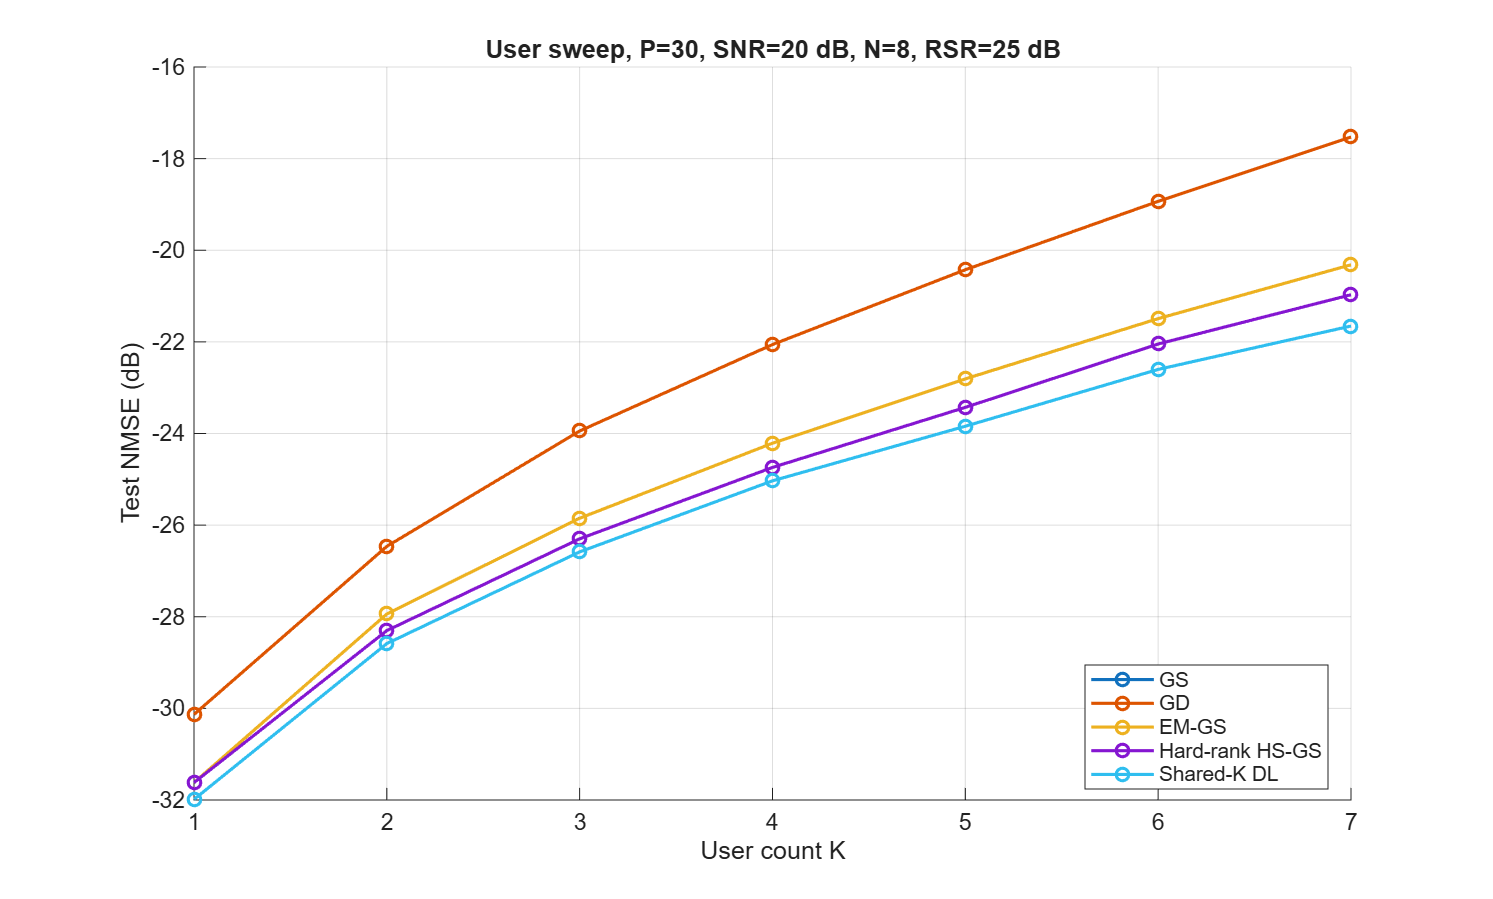 User sweep, P=30, SNR=20 dB, N=8, RSR=25 dB
-16
-18
-20
-22
-24
-26
-28
-30
-32
Test NMSE (dB)
1 2 3 4 5 6 7
User count K
GS
GD
EM-GS
Hard-rank HS-GS
Shared-K DL